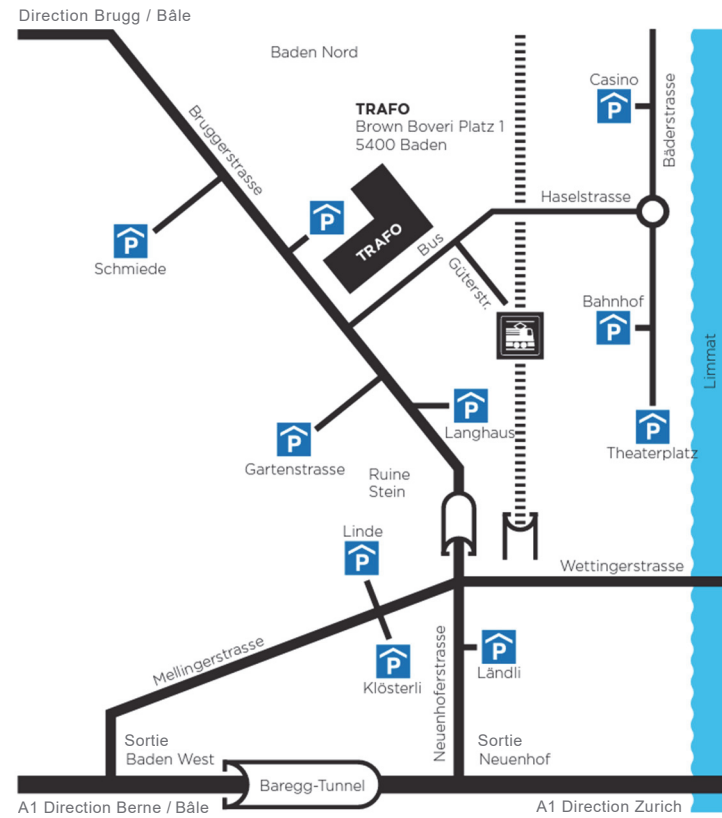 Direction Brugg / Bâle
Baden Nord
Casino
P
TRAFO
Brown Boveri Platz 1
5400 Baden
Bruggerstrasse
Bäderstrasse
Haselstrasse
P
P
Schmiede
TRAFO
Bus
Güterstr.
Bahnhof
P
Limmat
P
Langhaus
P
Theaterplatz
P
Gartenstrasse
Ruine
Stein
Linde
P
Wettingerstrasse
Mellingerstrasse
P
Klösterli
Neuenhoferstrasse
P
Ländli
Sortie
Baden West
Sortie
Neuenhof
Baregg-Tunnel
A1 Direction Berne / Bâle
A1 Direction Zurich